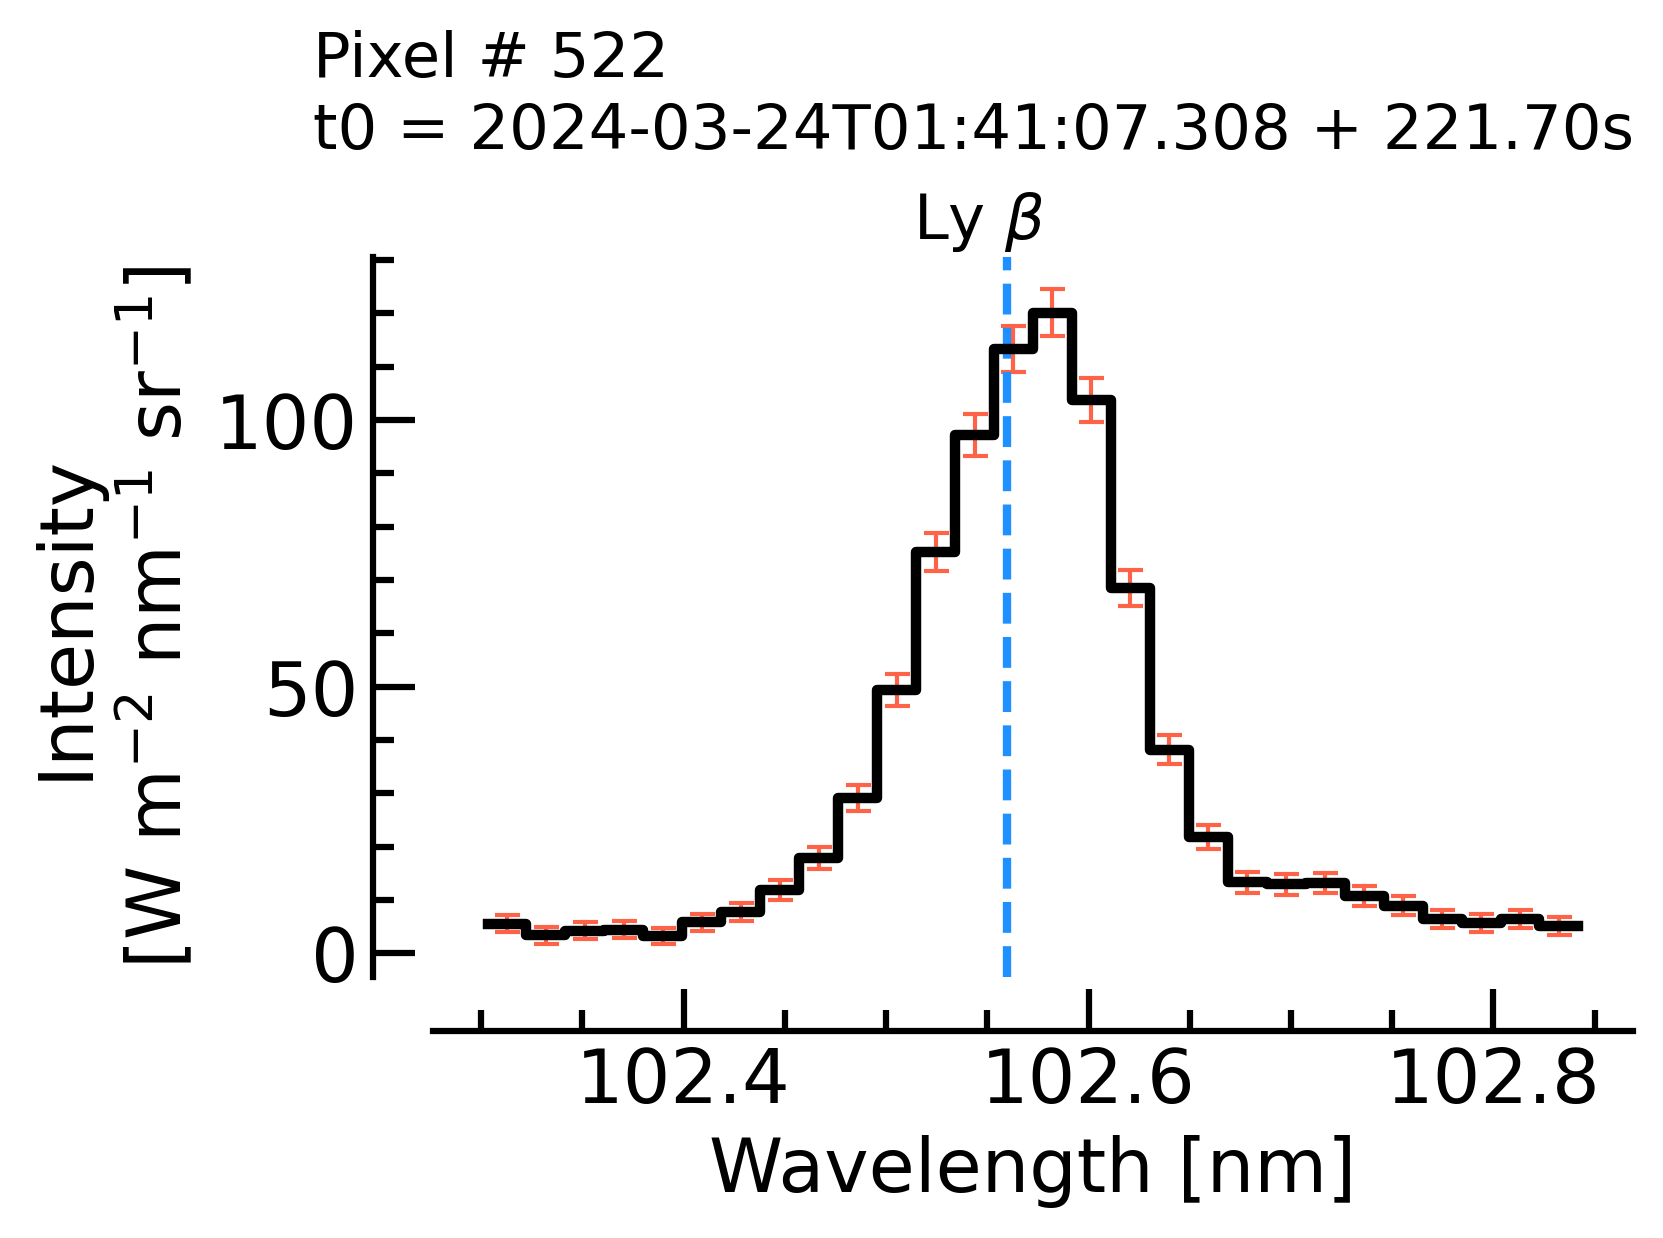 Pixel # 522
t0 = 2024-03-24T01:41:07.308 + 221.70s
Ly β
Intensity
[W m⁻² nm⁻¹ sr⁻¹]
100
50
0
102.4 102.6 102.8
Wavelength [nm]